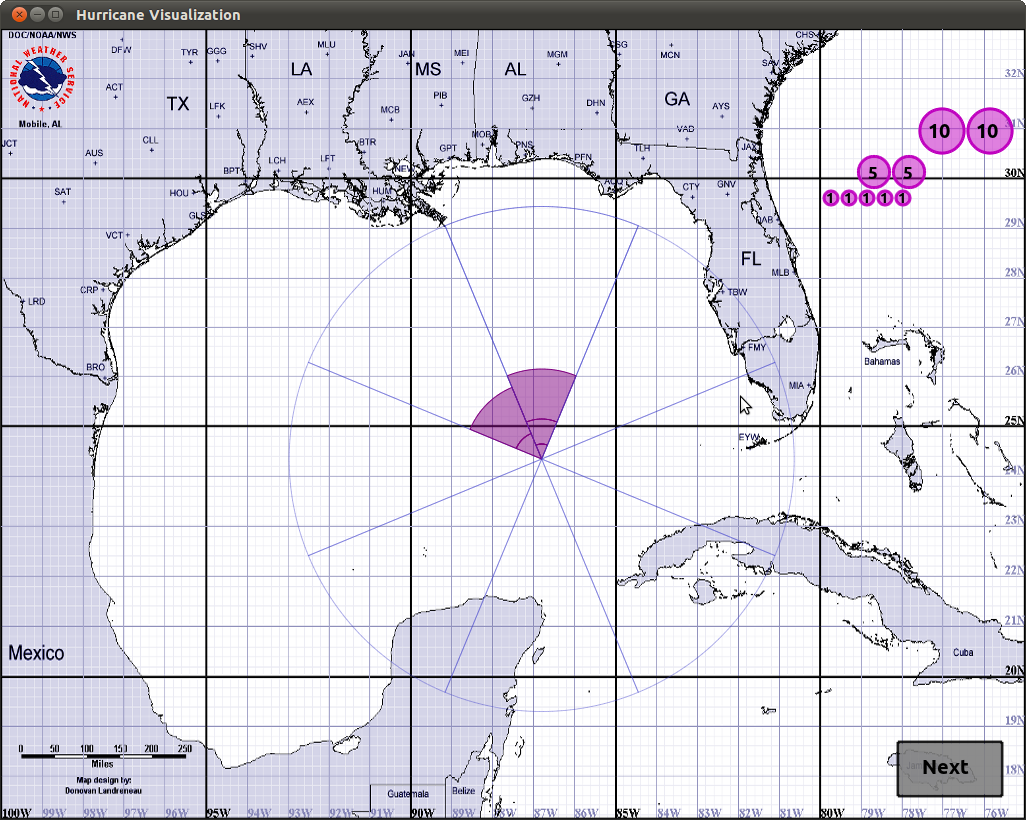 Hurricane Visualization
DOC/NOAA/NWS
NATIONAL WEATHER SERVICE
Mobile, AL
DFW
TYR
GGG
SHV
MLU
JAN
MEI
MGM
CSG
MCN
CHS
SAV
32N
LA
MS
AL
GA
TX
ACT
LFK
AEX
MCB
PIB
GZH
DHN
AYS
VAD
31N
10
10
JCT
AUS
CLL
BTR
GPT
MOB
PNS
PFN
TLH
JAX
LCH
LFT
BPT
NEW
30N
5
5
SAT
HOU
HUM
AQQ
CTY
GNV
1
1
1
1
1
GLS
DAB
29N
VCT
FL
MLB
28N
CRP
LRD
TBW
27N
FMY
Bahamas
BRO
MIA
26N
25N
EYW
24N
23N
22N
21N
Mexico
Cuba
20N
19N
0 50 100 151 200 250
Miles
Map design by:
Donovan Landreneau
Next
18N
Guatemala
Belize
100W 99W 98W 97W 96W 95W 94W 93W 92W 91W 90W 89W 88W 87W 86W 85W 84W 83W 82W 81W 80W 79W 78W 77W 76W